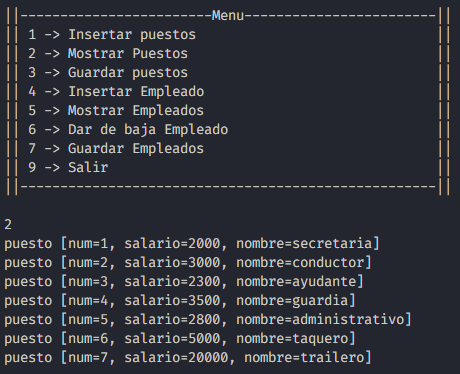 ||------------------------Menu------------------------||
|| 1 -> Insertar puestos ||
|| 2 -> Mostrar Puestos ||
|| 3 -> Guardar puestos ||
|| 4 -> Insertar Empleado ||
|| 5 -> Mostrar Empleados ||
|| 6 -> Dar de baja Empleado ||
|| 7 -> Guardar Empleados ||
|| 9 -> Salir ||
||----------------------------------------------------||
2
puesto [num=1, salario=2000, nombre=secretaria]
puesto [num=2, salario=3000, nombre=conductor]
puesto [num=3, salario=2300, nombre=ayudante]
puesto [num=4, salario=3500, nombre=guardia]
puesto [num=5, salario=2800, nombre=administrativo]
puesto [num=6, salario=5000, nombre=taquero]
puesto [num=7, salario=20000, nombre=trailero]